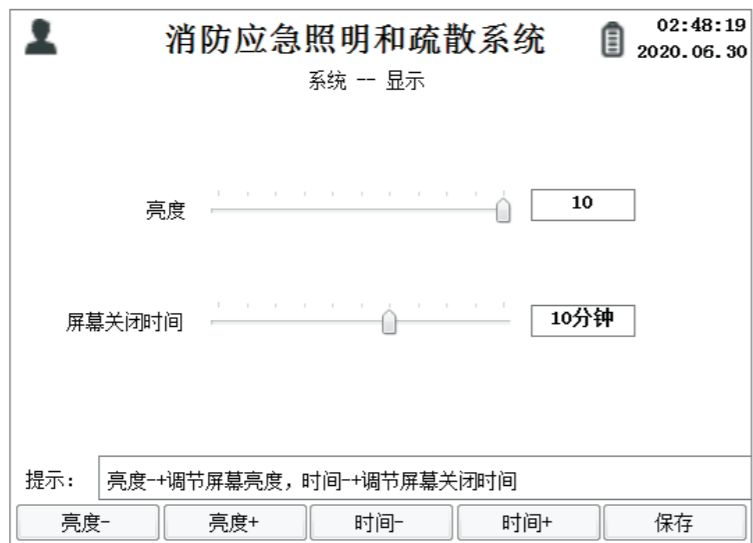 消防应急照明和疏散系统
02:48:19
2020.06.30
系统 -- 显示
亮度 10
屏幕关闭时间 10分钟
提示: 亮度-+调节屏幕亮度,时间-+调节屏幕关闭时间
亮度- 亮度+ 时间- 时间+ 保存